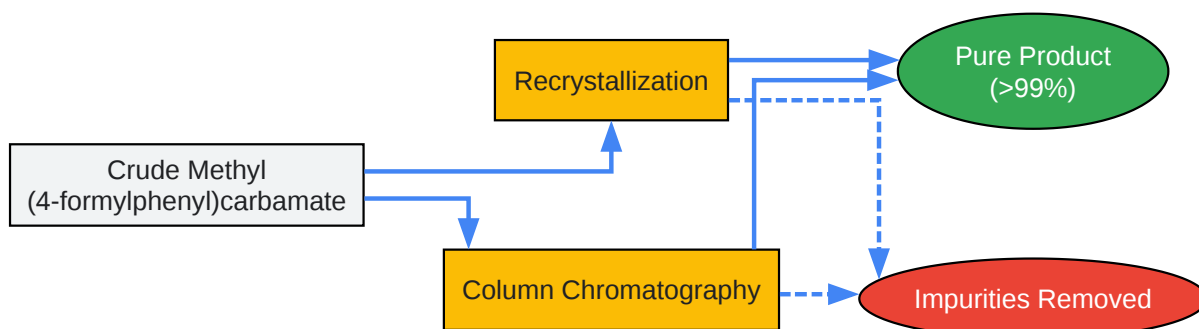 Crude Methyl
(4-formylphenyl)carbamate
Recrystallization
Column Chromatography
Pure Product
(>99%)
Impurities Removed